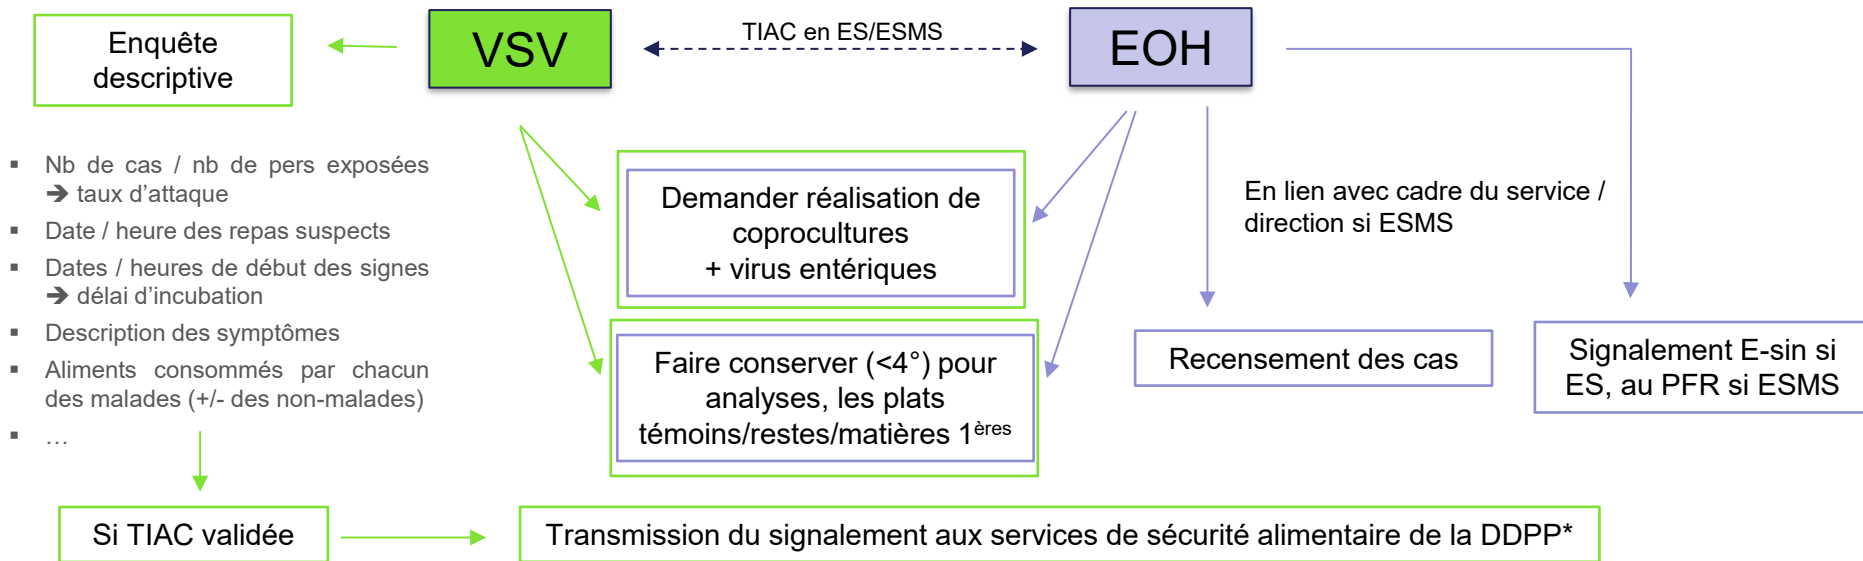 Enquête
descriptive
VSV
TIAC en ES/ESMS
EOH
▪ Nb de cas / nb de pers exposées
➔ taux d’attaque
▪ Date / heure des repas suspects
▪ Dates / heures de début des signes
➔ délai d’incubation
▪ Description des symptômes
▪ Aliments consommés par chacun
des malades (+/- des non-malades)
▪ …
Demander réalisation de
coprocultures
+ virus entériques
Faire conserver (<4°) pour
analyses, les plats
témoins/restes/matières 1ères
En lien avec cadre du service /
direction si ESMS
Recensement des cas
Signalement E-sin si
ES, au PFR si ESMS
Si TIAC validée
Transmission du signalement aux services de sécurité alimentaire de la DDPP*